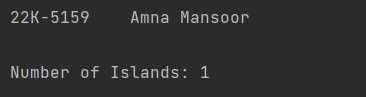 22K-5159    Amna Mansoor
Number of Islands: 1